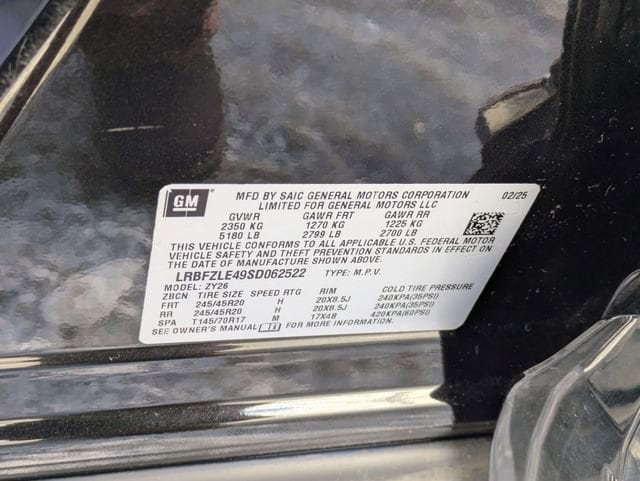 GM
MFD BY SAIC GENERAL MOTORS CORPORATION 02/25
LIMITED FOR GENERAL MOTORS LLC
GVWR GAWR FRT GAWR RR
2350 KG 1270 KG 1225 KG
5180 LB 2799 LB 2700 LB
THIS VEHICLE CONFORMS TO ALL APPLICABLE U.S. FEDERAL MOTOR
VEHICLE SAFETY AND BUMPER STANDARDS IN EFFECT ON
THE DATE OF MANUFACTURE SHOWN ABOVE.
LRBFZLE49SD062522 TYPE: M.P.V.
MODEL: ZY26
ZBCN TIRE SIZE SPEED RTG RIM COLD TIRE PRESSURE
FRT 245/45R20 H 20X8.5J 240KPA(35PSI)
RR 245/45R20 H 20X8.5J 240KPA(35PSI)
SPA T145/70R17 M 17X4B 420KPA(60PSI)
SEE OWNER'S MANUAL FOR MORE INFORMATION.